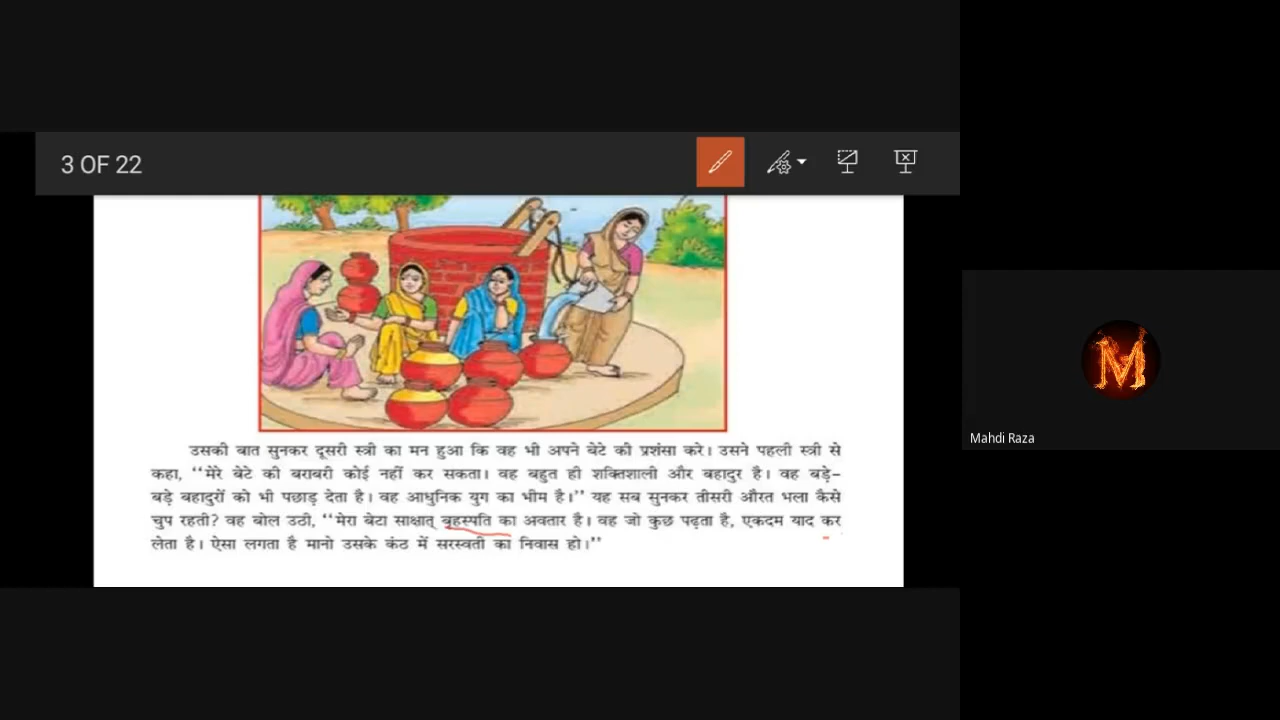 3 OF 22
उसकी बात सुनकर दूसरी स्त्री का मन हुआ कि वह भी अपने बेटे की प्रशंसा करे। उसने पहली स्त्री से
कहा, ‘‘मेरे बेटे की बराबरी कोई नहीं कर सकता। वह बहुत ही शक्तिशाली और बहादुर है। वह बड़े-
बड़े बहादुरों को भी पछाड़ देता है। वह आधुनिक युग का भीम है।’’ यह सब सुनकर तीसरी औरत भला कैसे
चुप रहती? वह बोल उठी, ‘‘मेरा बेटा साक्षात् बृहस्पति का अवतार है। वह जो कुछ पढ़ता है, एकदम याद कर
लेता है। ऐसा लगता है मानो उसके कंठ में सरस्वती का निवास हो।’’
M
Mahdi Raza